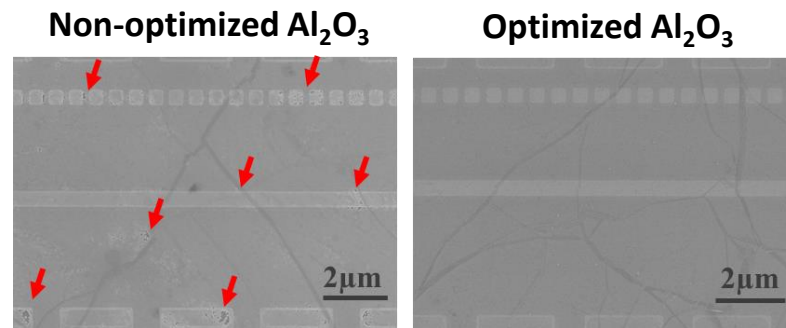 Non-optimized Al₂O₃
Optimized Al₂O₃
2µm
2µm